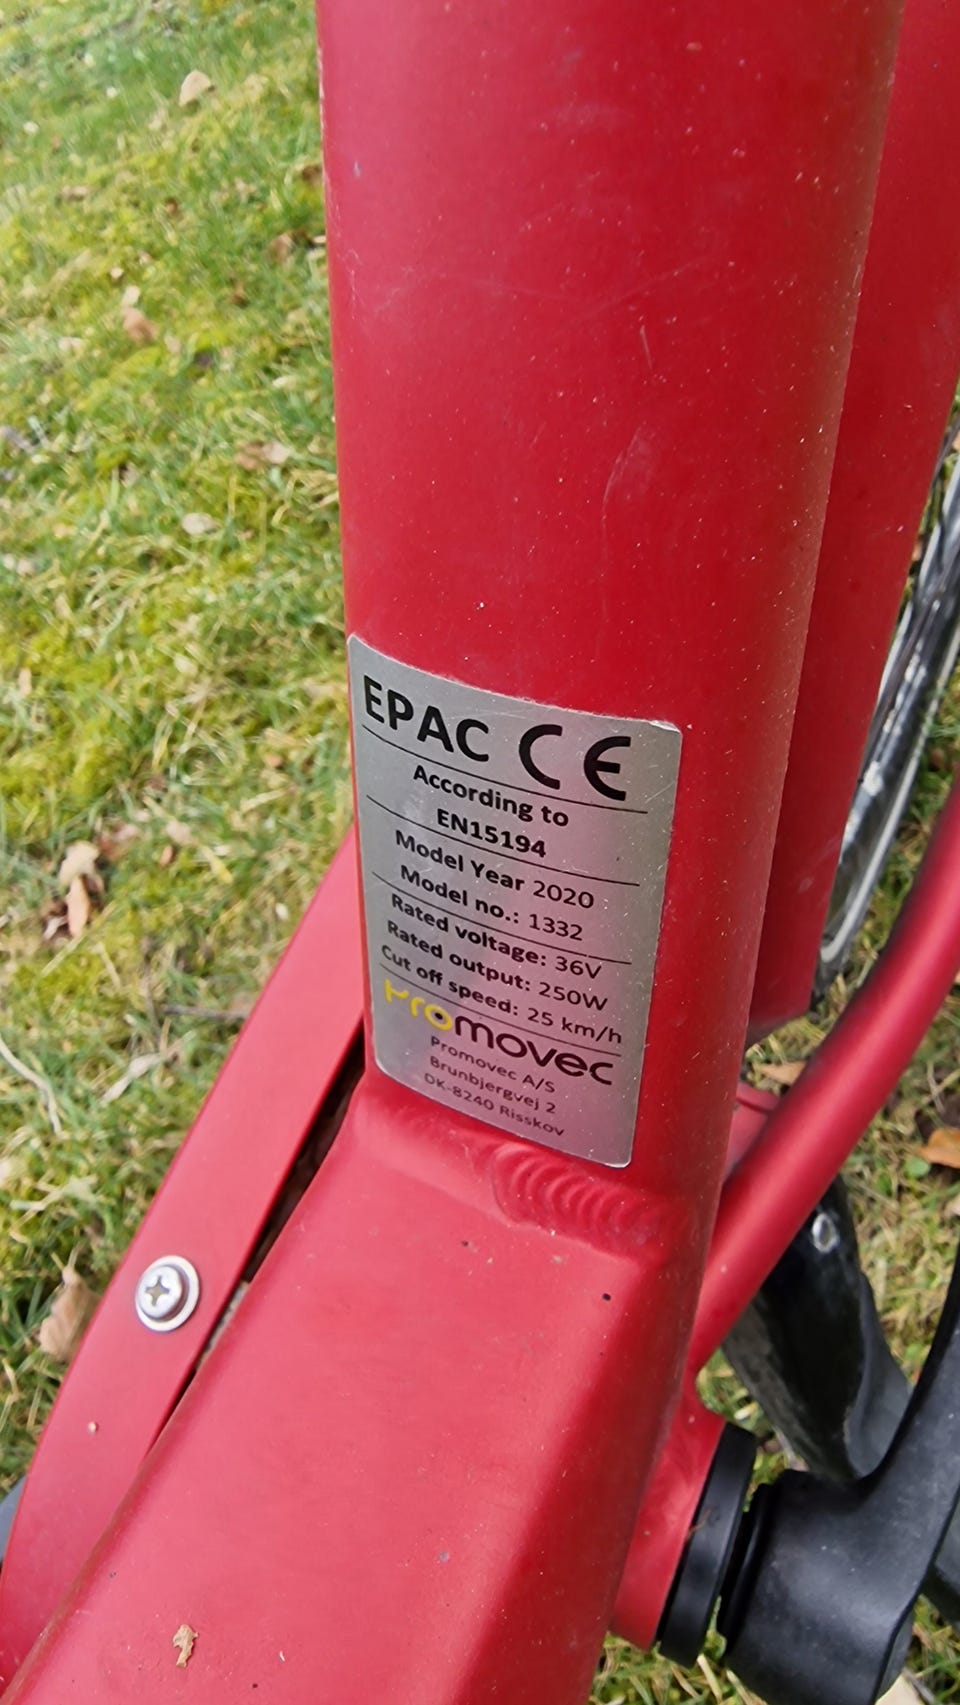 EPAC CE
According to
EN15194
Model Year 2020
Model no.: 1332
Rated voltage: 36V
Rated output: 250W
Cut off speed: 25 km/h
Promovec
Promovec A/S
Brunbjergvej 2
DK-8240 Risskov